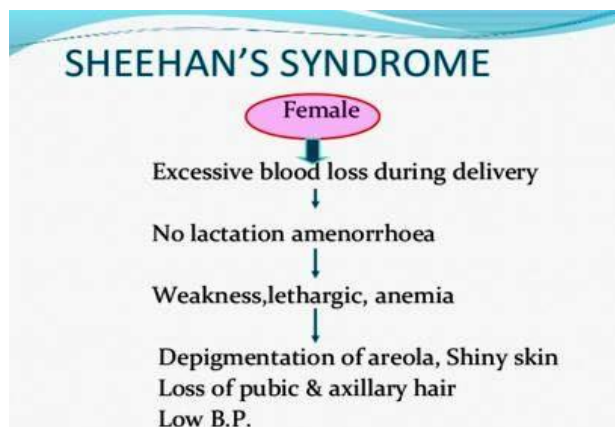 SHEEHAN'S SYNDROME
Female
Excessive blood loss during delivery
No lactation amenorrhoea
Weakness,lethargic, anemia
Depigmentation of areola, Shiny skin
Loss of pubic & axillary hair
Low B.P.